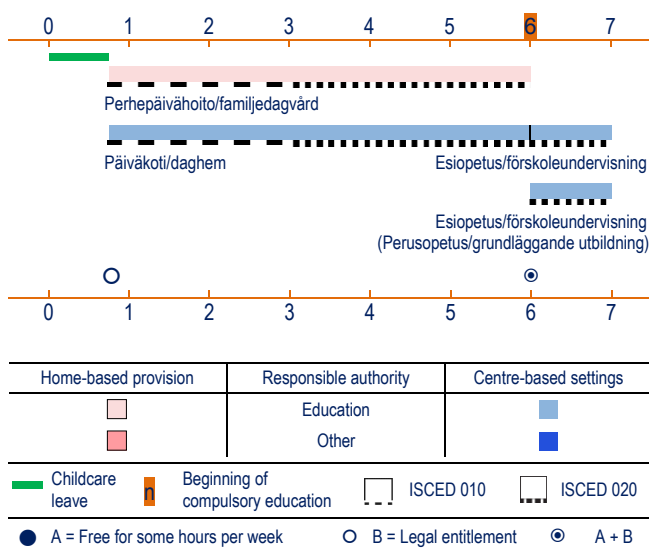 0 1 2 3 4 5 6 7
Perhepäivähoito/familjedagvård
Päiväkoti/daghem Esiopetus/förskoleundervisning
Esiopetus/förskoleundervisning
(Perusopetus/grundläggande utbildning)
0 1 2 3 4 5 6 7
Home-based provision Responsible authority Centre-based settings
Education
Other
Childcare leave n Beginning of compulsory education ISCED 010 ISCED 020
A = Free for some hours per week B = Legal entitlement A + B